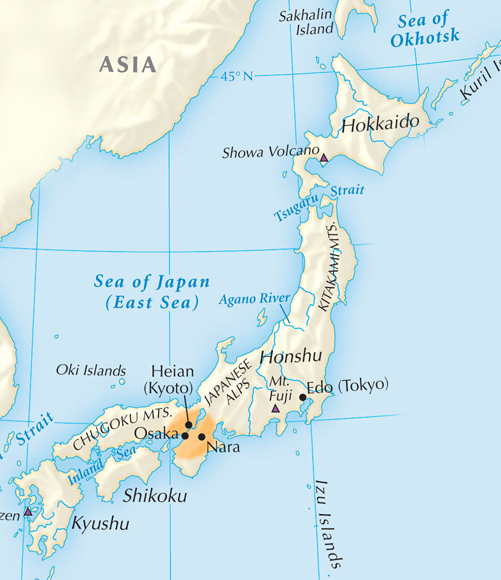 Sakhalin
Island
Sea of
Okhotsk
ASIA
45°N
Kuril Is
Hokkaido
Showa Volcano
Tsugaru Strait
KITAKAMI MTS.
Sea of Japan
(East Sea)
Agano River
Honshu
Oki Islands
Heian
(Kyoto)
JAPANESE
ALPS
Mt.
Fuji
Edo (Tokyo)
CHUGOKU MTS.
Osaka
Nara
Strait
Inland Sea
Shikoku
Izu Islands
zen
Kyushu